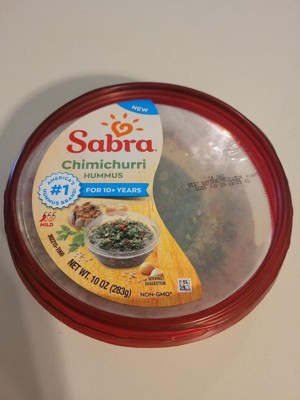 NEW
Sabra
Chimichurri
HUMMUS
AMERICA'S
#1
HUMMUS BRAND
FOR 10+ YEARS
MILD
SERVING
SUGGESTION
NET WT. 10 OZ (283g)
NON-GMO*